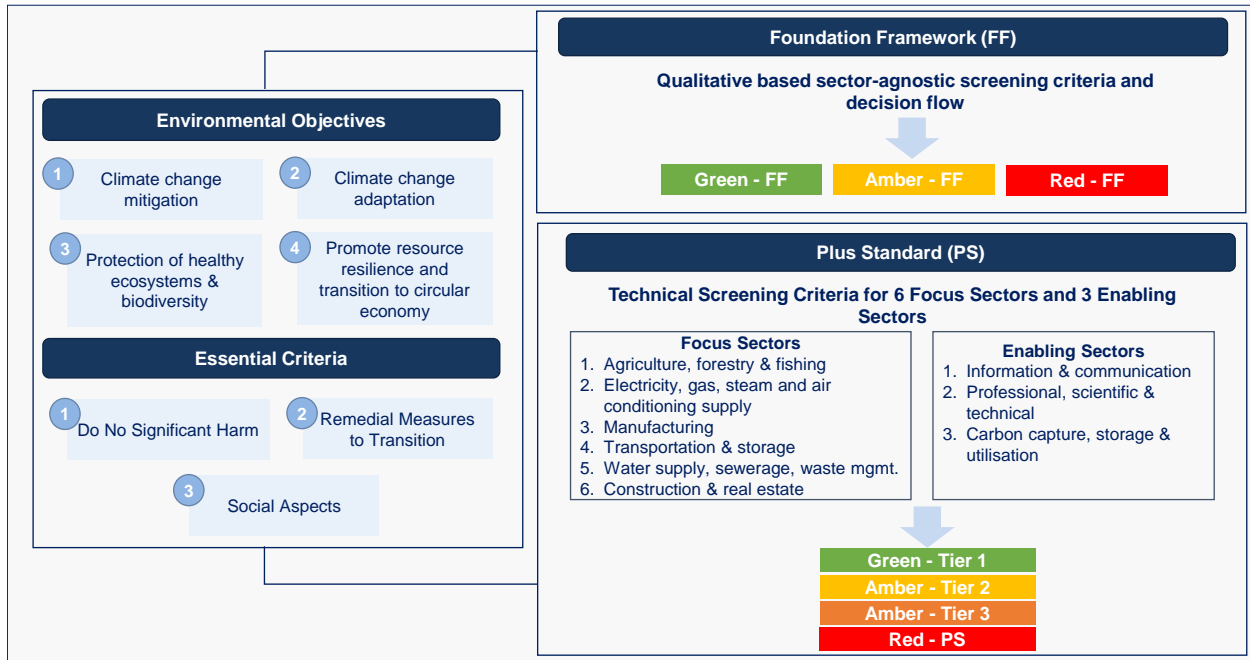 Environmental Objectives
1
Climate change
mitigation
2
Climate change
adaptation
3
Protection of healthy
ecosystems &
biodiversity
4
Promote resource
resilience and
transition to circular
economy
Essential Criteria
1
Do No Significant Harm
2
Remedial Measures
to Transition
3
Social Aspects
Foundation Framework (FF)
Qualitative based sector-agnostic screening criteria and
decision flow
Green - FF
Amber - FF
Red - FF
Plus Standard (PS)
Technical Screening Criteria for 6 Focus Sectors and 3 Enabling
Sectors
Focus Sectors
1. Agriculture, forestry & fishing
2. Electricity, gas, steam and air
conditioning supply
3. Manufacturing
4. Transportation & storage
5. Water supply, sewerage, waste mgmt.
6. Construction & real estate
Enabling Sectors
1. Information & communication
2. Professional, scientific &
technical
3. Carbon capture, storage &
utilisation
Green - Tier 1
Amber - Tier 2
Amber - Tier 3
Red - PS